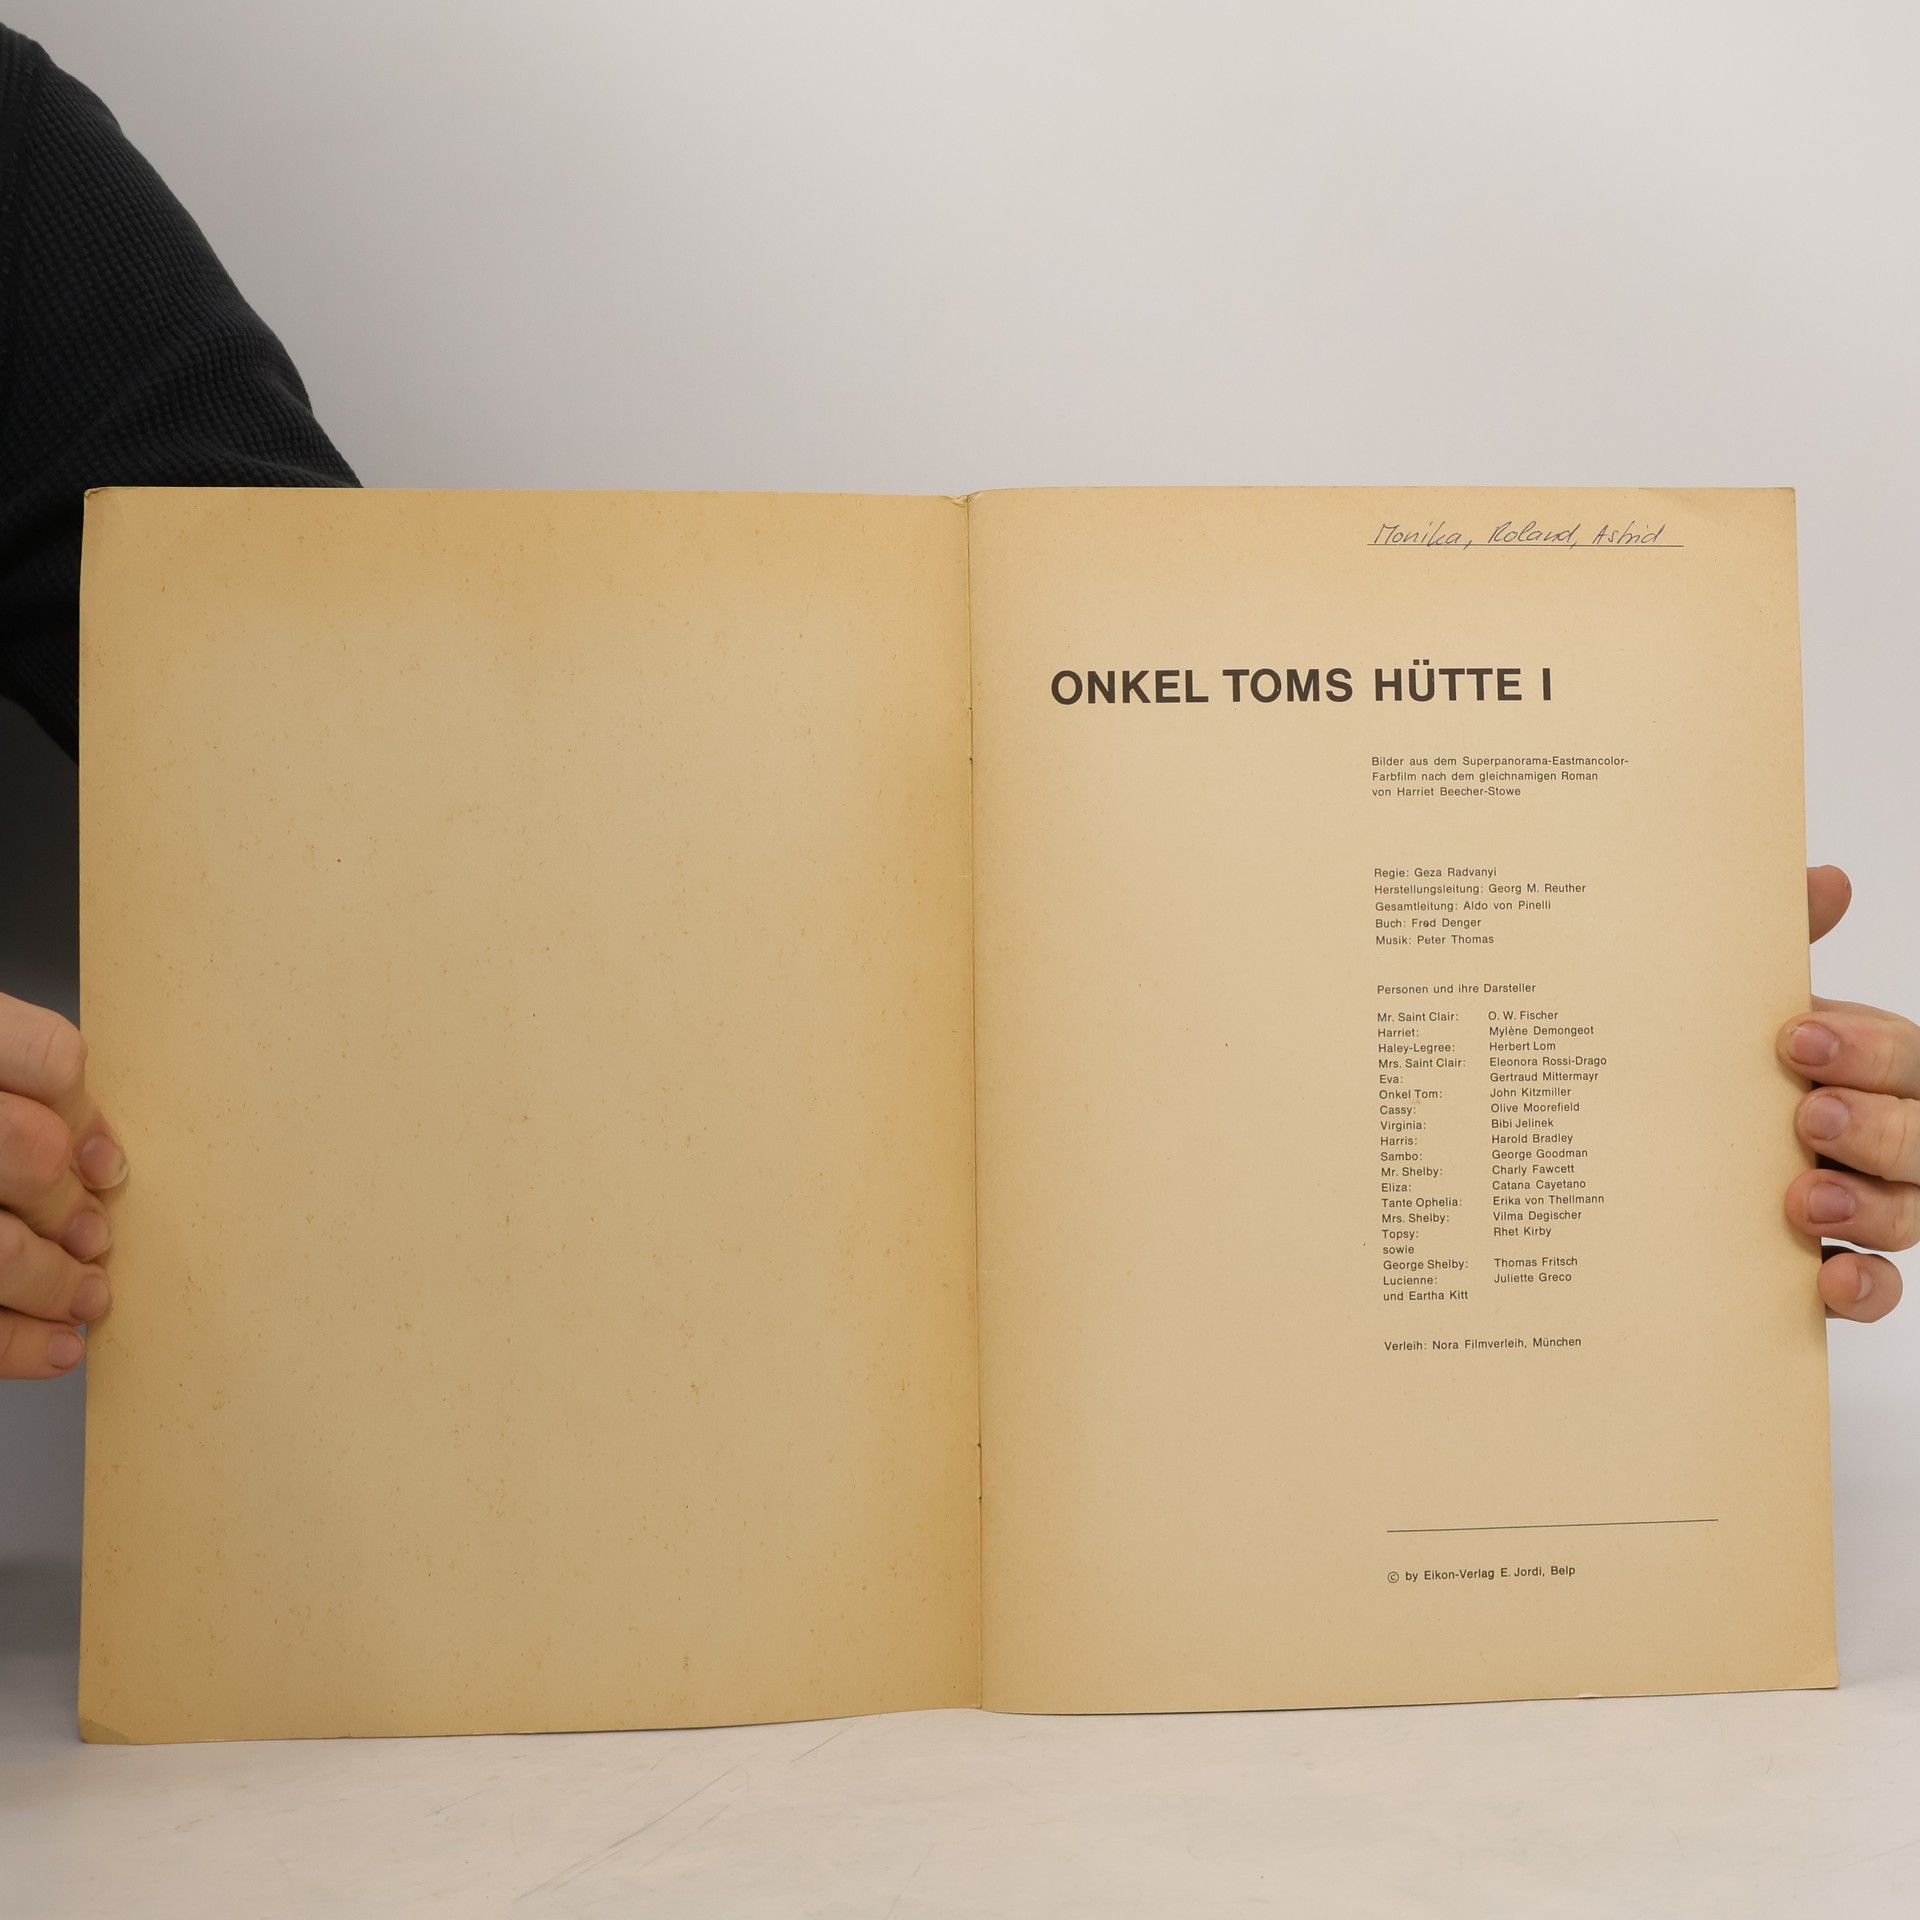 Monika, Roland, Astrid
ONKEL TOMS HÜTTE I
Bilder aus dem Superpanorama-Eastmancolor-
Farbfilm nach dem gleichnamigen Roman
von Harriet Beecher-Stowe
Regie: Geza Radvanyi
Herstellungsleitung: Georg M. Reuther
Gesamtleitung: Aldo von Pinelli
Buch: Fred Denger
Musik: Peter Thomas
Personen und ihre Darsteller
Mr. Saint Clair: O. W. Fischer
Harriet: Mylène Demongeot
Haley-Legree: Herbert Lom
Mrs. Saint Clair: Eleonora Rossi-Drago
Eva: Gertraud Mittermayr
Onkel Tom: John Kitzmiller
Cassy: Olive Moorefield
Virginia: Bibi Jelinek
Harris: Harold Bradley
Sambo: George Goodman
Mr. Shelby: Charly Fawcett
Eliza: Catana Cayetano
Tante Ophelia: Erika von Thellmann
Mrs. Shelby: Vilma Degischer
Topsy: Rhet Kirby
sowie
George Shelby: Thomas Fritsch
Lucienne: Juliette Greco
und Eartha Kitt
Verleih: Nora Filmverleih, München
© by Eikon-Verlag E. Jordi, Belp